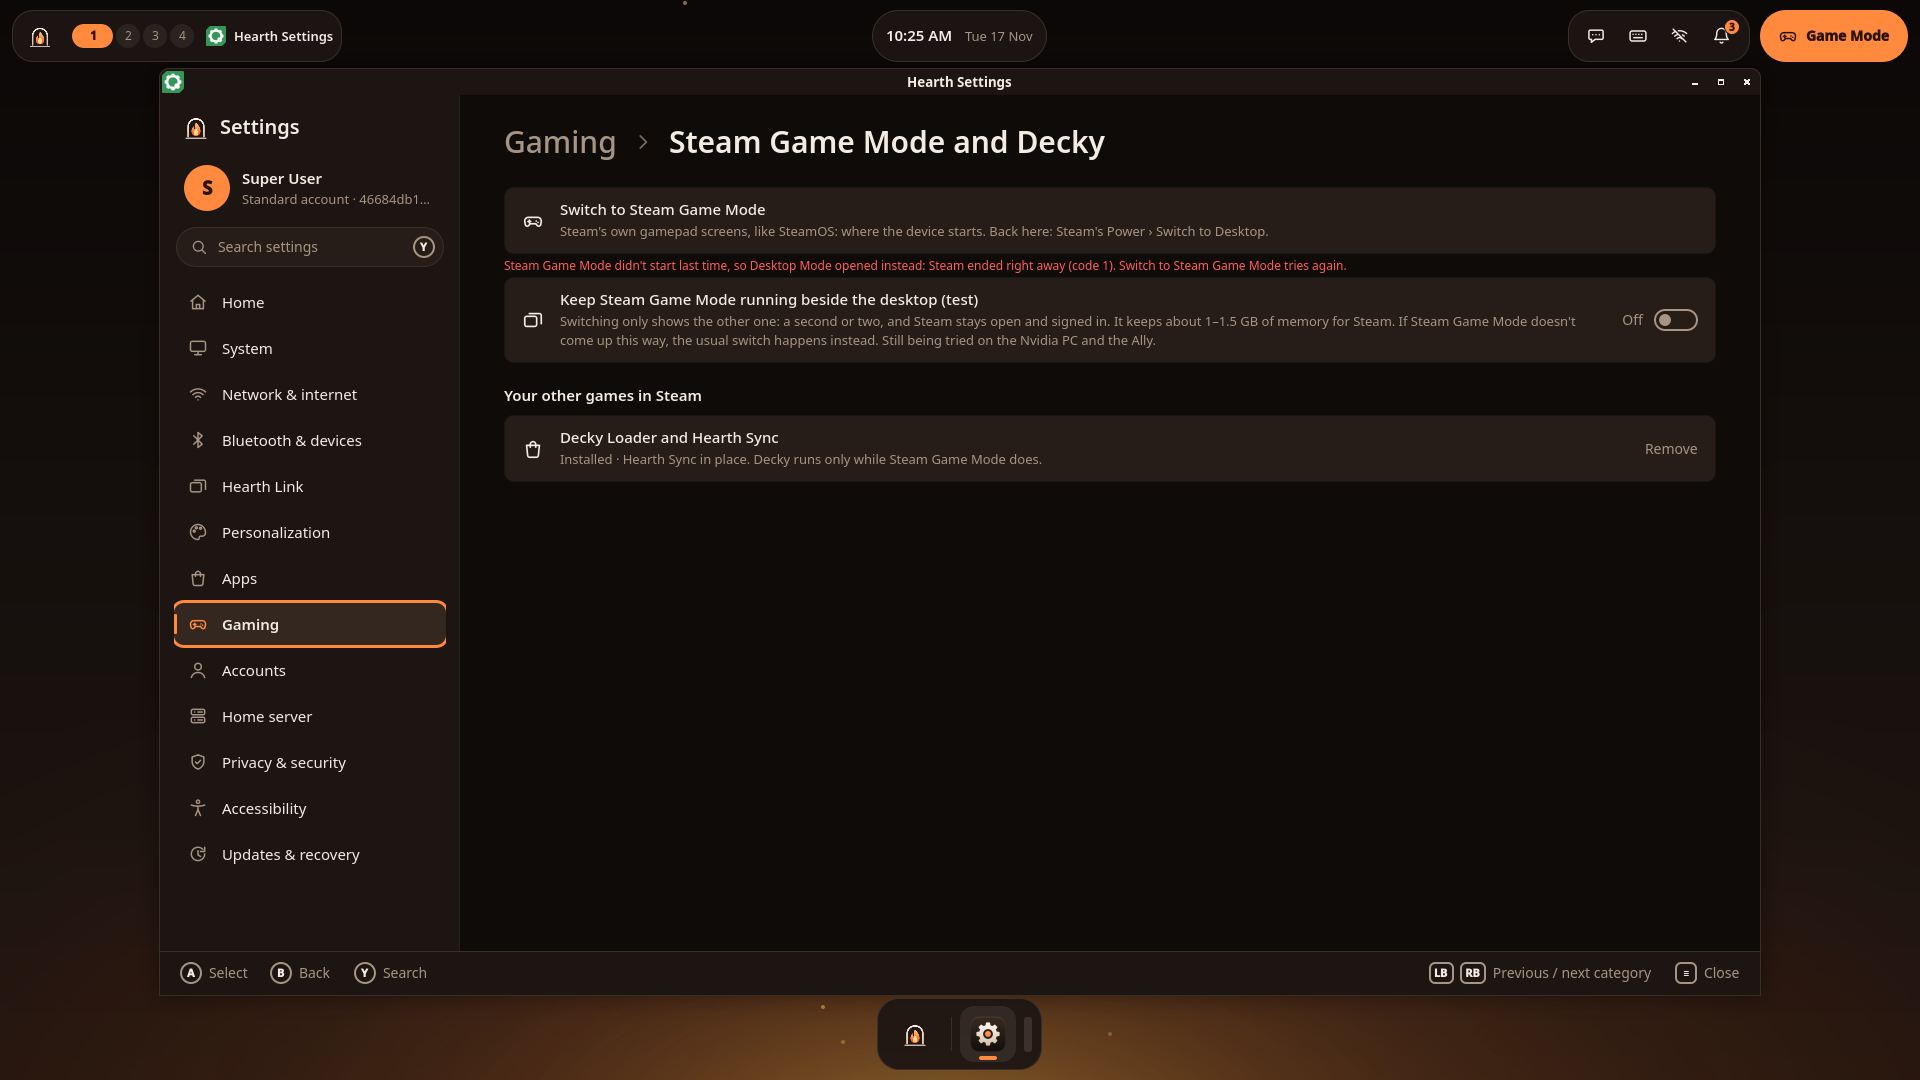 1 2 3 4 Hearth Settings
10:25 AM Tue 17 Nov
3
Game Mode
Hearth Settings
Settings
S
Super User
Standard account · 46684db1...
Search settings Y
Home
System
Network & internet
Bluetooth & devices
Hearth Link
Personalization
Apps
Gaming
Accounts
Home server
Privacy & security
Accessibility
Updates & recovery
Gaming > Steam Game Mode and Decky
Switch to Steam Game Mode
Steam's own gamepad screens, like SteamOS: where the device starts. Back here: Steam's Power › Switch to Desktop.
Steam Game Mode didn't start last time, so Desktop Mode opened instead: Steam ended right away (code 1). Switch to Steam Game Mode tries again.
Keep Steam Game Mode running beside the desktop (test)
Switching only shows the other one: a second or two, and Steam stays open and signed in. It keeps about 1–1.5 GB of memory for Steam. If Steam Game Mode doesn't
come up this way, the usual switch happens instead. Still being tried on the Nvidia PC and the Ally.
Off
Your other games in Steam
Decky Loader and Hearth Sync
Installed · Hearth Sync in place. Decky runs only while Steam Game Mode does.
Remove
A Select B Back Y Search
LB RB Previous / next category ≡ Close